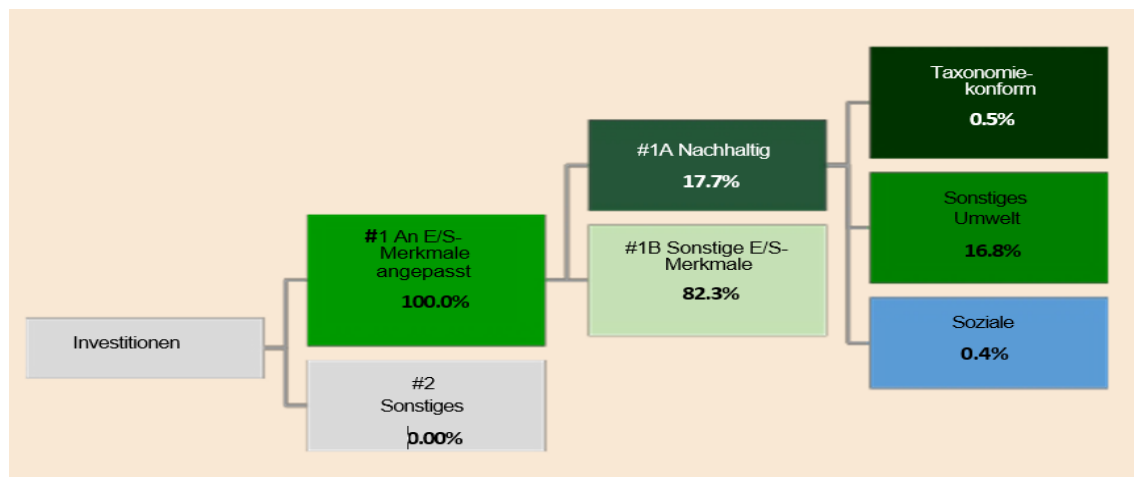 Investitionen
#1 An E/S-
Merkmale
angepasst
100.0%
#2
Sonstiges
0.00%
#1A Nachhaltig
17.7%
#1B Sonstige E/S-
Merkmale
82.3%
Taxonomie-
konform
0.5%
Sonstiges
Umwelt
16.8%
Soziale
0.4%